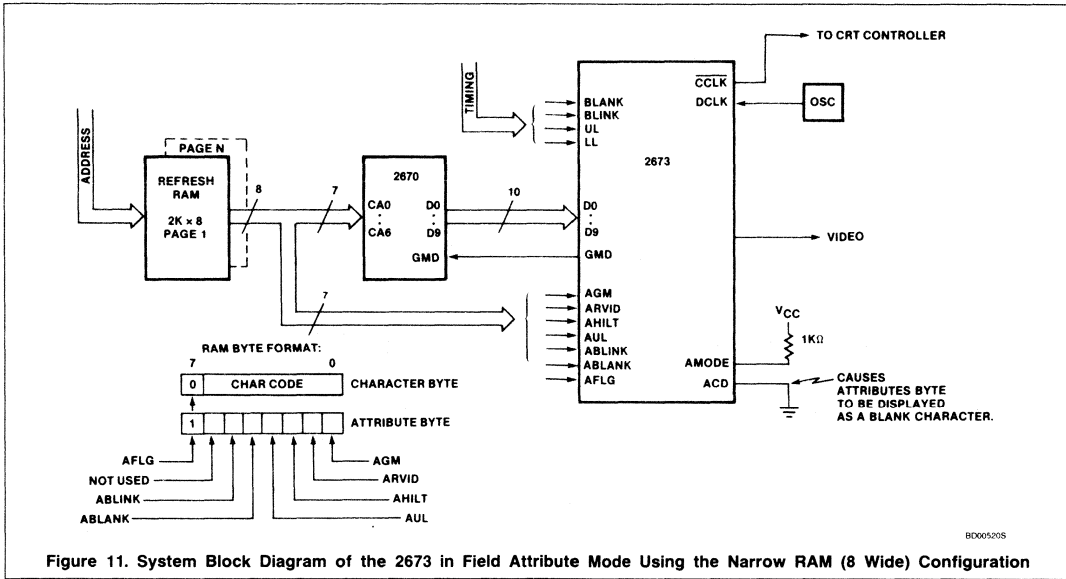 TO CRT CONTROLLER
CCLK
DCLK
OSC
TIMING
BLANK
BLINK
UL
LL
2673
ADDRESS
PAGE N
REFRESH
RAM
2K × 8
PAGE 1
8
7
2670
CA0
CA6
D0
D9
GMD
10
D0
D9
GMD
VIDEO
7
AGM
ARVID
AHILT
AUL
ABLINK
ABLANK
AFLG
VCC
1KΩ
AMODE
ACD
CAUSES
ATTRIBUTES BYTE
TO BE DISPLAYED
AS A BLANK CHARACTER.
RAM BYTE FORMAT:
7 0
0 CHAR CODE CHARACTER BYTE
1 ATTRIBUTE BYTE
AFLG
NOT USED
ABLINK
ABLANK
AGM
ARVID
AHILT
AUL
BD00520S
Figure 11. System Block Diagram of the 2673 in Field Attribute Mode Using the Narrow RAM (8 Wide) Configuration